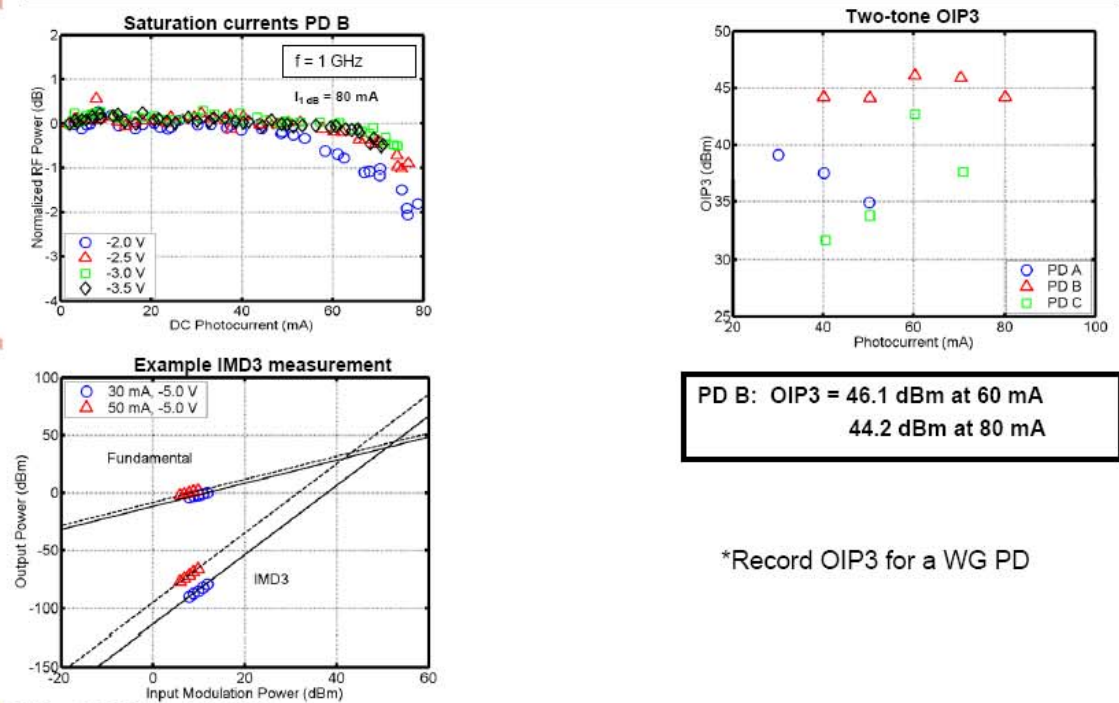 Saturation currents PD B
f = 1 GHz
I1 dB = 80 mA
Normalized RF Power (dB)
2
1
0
-1
-2
-3
-4
-2.0 V
-2.5 V
-3.0 V
-3.5 V
0
20
40
60
80
DC Photocurrent (mA)
Two-tone OIP3
OIP3 (dBm)
50
45
40
35
30
25
PD A
PD B
PD C
20
40
60
80
100
Photocurrent (mA)
Example IMD3 measurement
30 mA, -5.0 V
50 mA, -5.0 V
Fundamental
IMD3
Output Power (dBm)
100
50
0
-50
-100
-150
-20
0
20
40
60
Input Modulation Power (dBm)
PD B: OIP3 = 46.1 dBm at 60 mA
44.2 dBm at 80 mA
*Record OIP3 for a WG PD